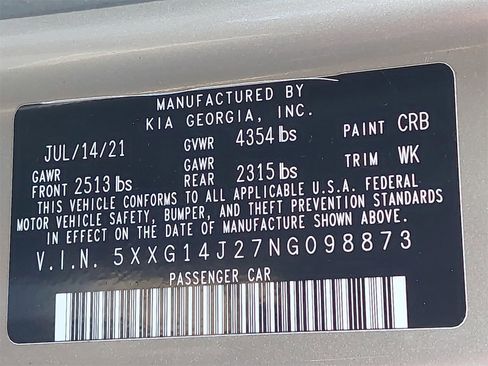 MANUFACTURED BY
KIA GEORGIA, INC.
JUL/14/21 GVWR 4354 lbs PAINT CRB
GAWR FRONT 2513 lbs GAWR REAR 2315 lbs TRIM WK
THIS VEHICLE CONFORMS TO ALL APPLICABLE U.S.A. FEDERAL
MOTOR VEHICLE SAFETY, BUMPER, AND THEFT PREVENTION STANDARDS
IN EFFECT ON THE DATE OF MANUFACTURE SHOWN ABOVE.
V.I.N. 5XXG14J27NG098873
PASSENGER CAR